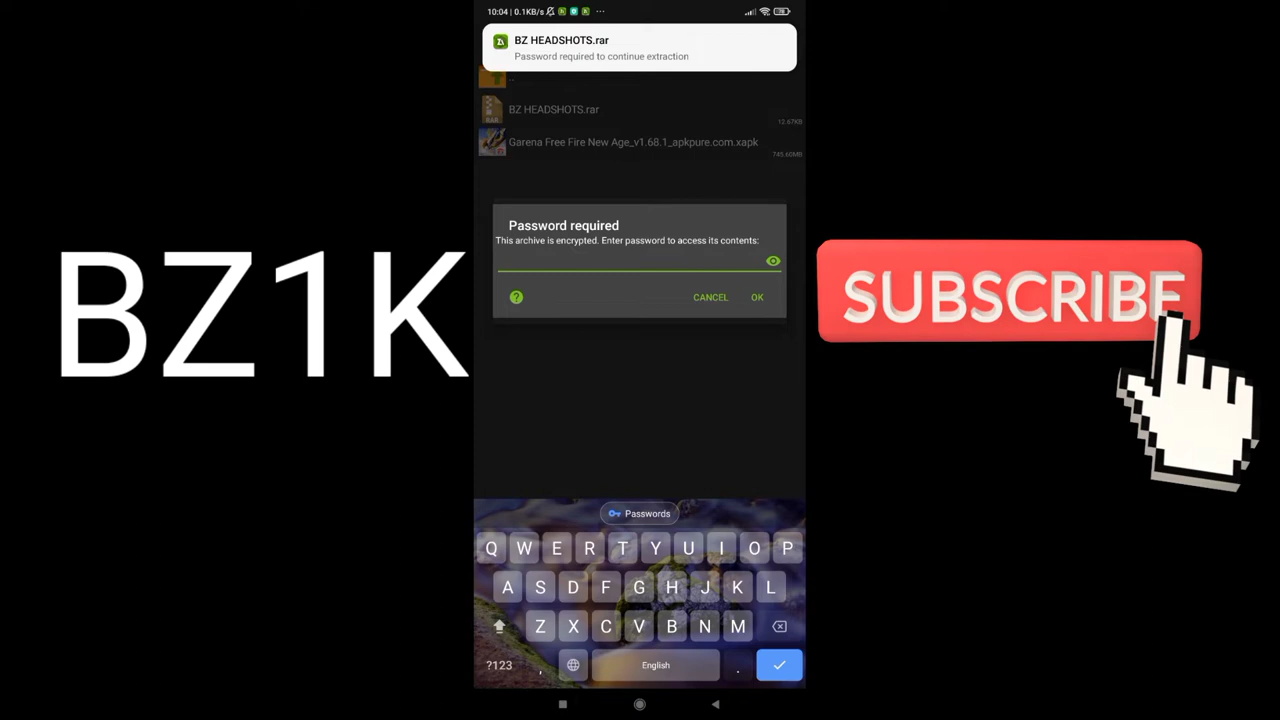 10:04 | 0.1KB/s ...
76
BZ HEADSHOTS.rar
Password required to continue extraction
..
BZ HEADSHOTS.rar
12.67KB
Garena Free Fire New Age_v1.68.1_apkpure.com.xapk
745.60MB
Password required
This archive is encrypted. Enter password to access its contents:
? CANCEL OK
BZ1K
SUBSCRIBE
Passwords
Q W E R T Y U I O P
A S D F G H J K L
Z X C V B N M
?123 , English .